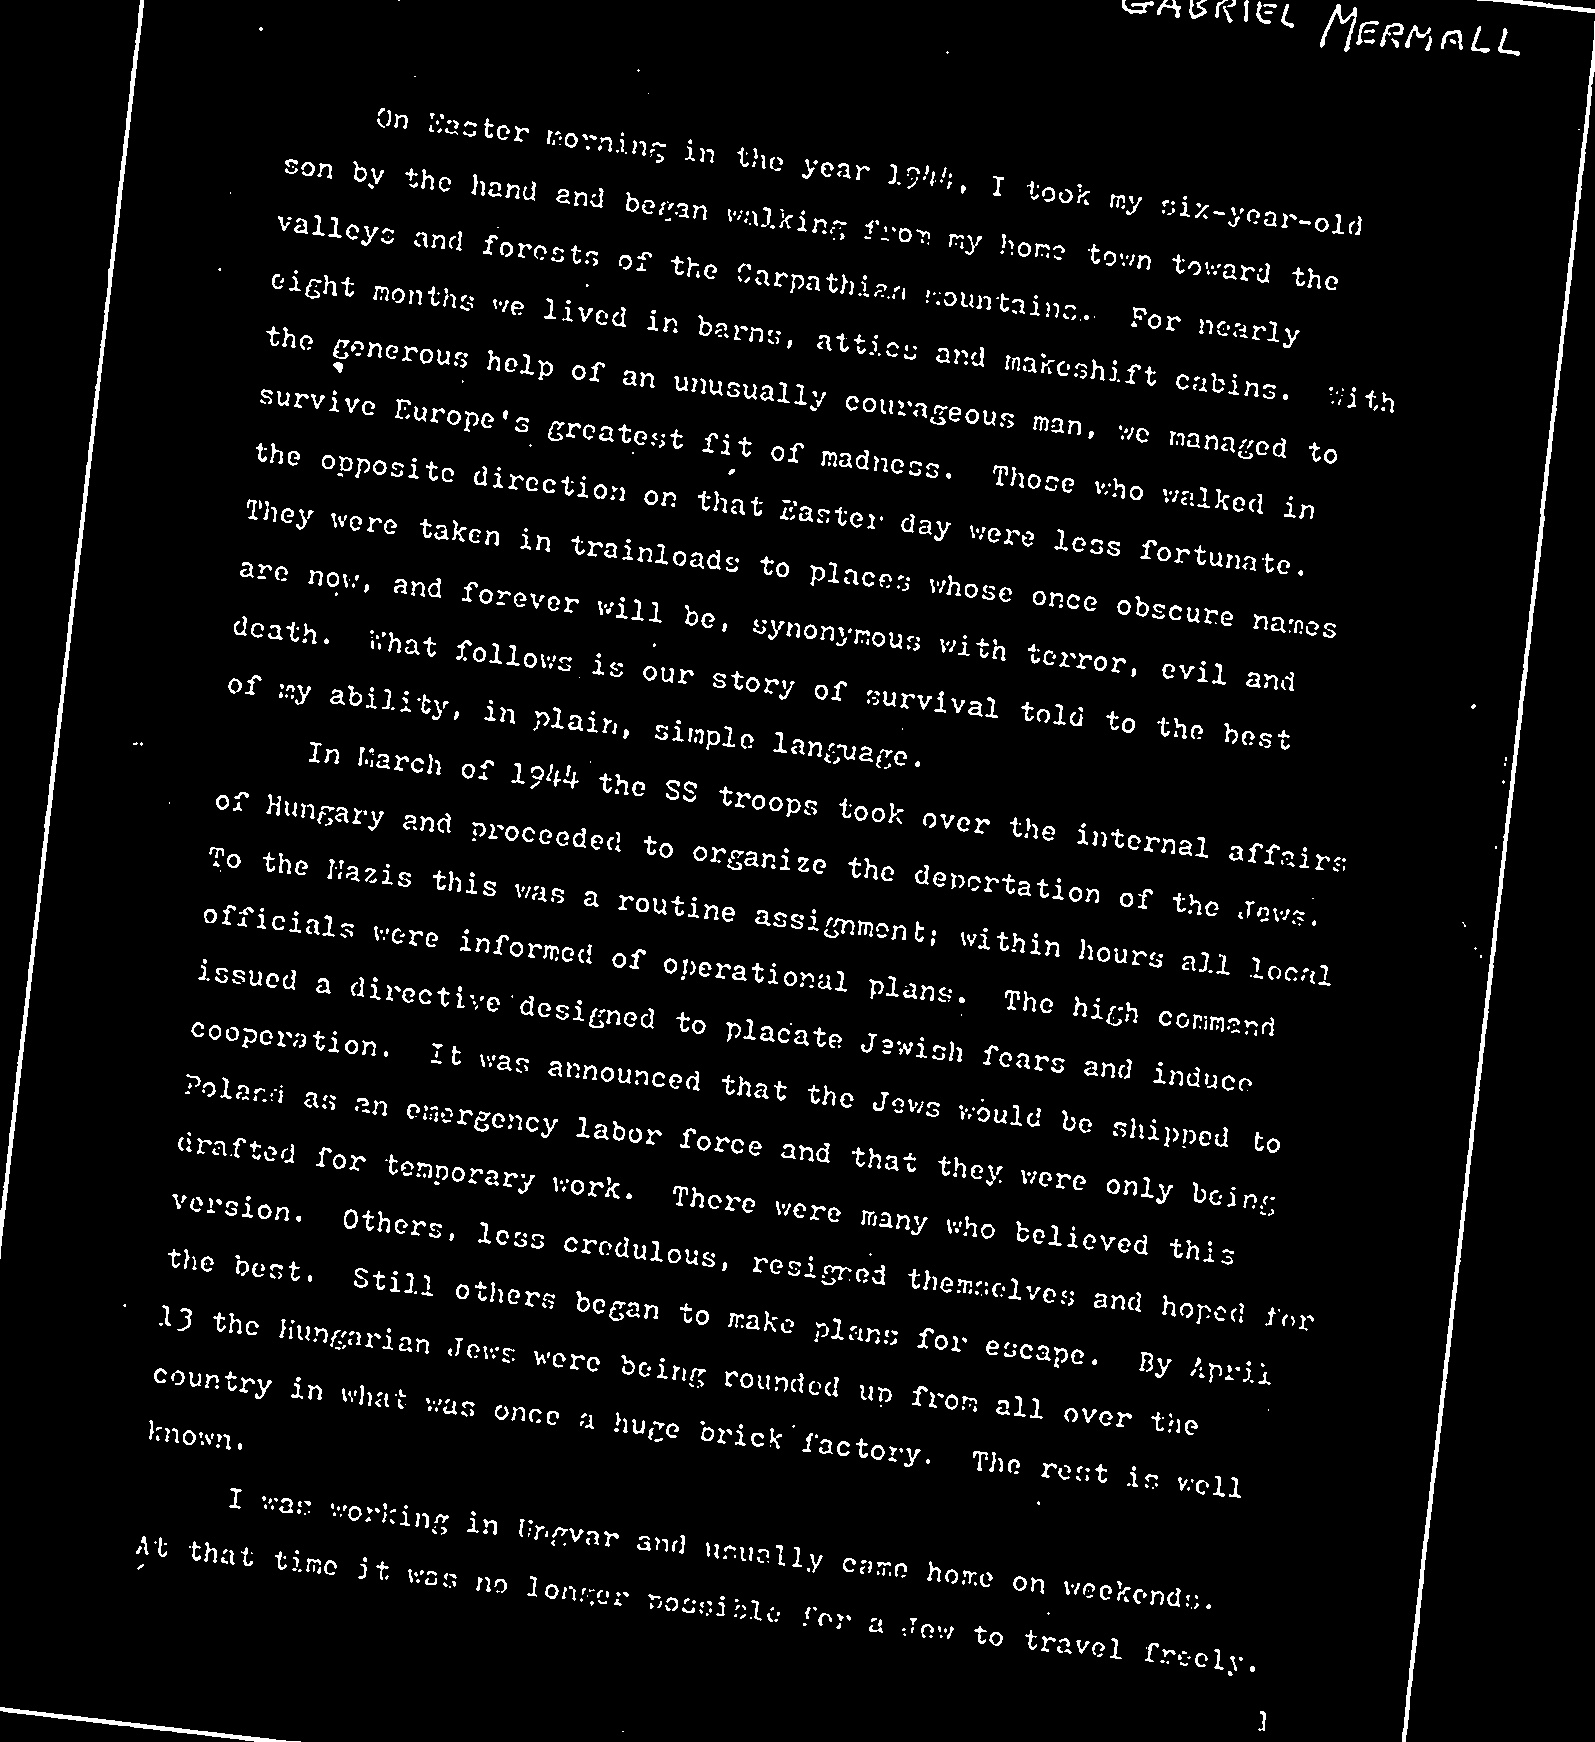 GABRIEL MERMALL
On Easter morning in the year 1944, I took my six-year-old
son by the hand and began walking from my home town toward the
valleys and forests of the Carpathian mountains. For nearly
eight months we lived in barns, attics and makeshift cabins. With
the generous help of an unusually courageous man, we managed to
survive Europe's greatest fit of madness. Those who walked in
the opposite direction on that Easter day were less fortunate.
They were taken in trainloads to places whose once obscure names
are now, and forever will be, synonymous with terror, evil and
death. What follows is our story of survival told to the best
of my ability, in plain, simple language.
In March of 1944 the SS troops took over the internal affairs
of Hungary and proceeded to organize the deportation of the Jews.
To the Nazis this was a routine assignment; within hours all local
officials were informed of operational plans. The high command
issued a directive designed to placate Jewish fears and induce
cooperation. It was announced that the Jews would be shipped to
Poland as an emergency labor force and that they were only being
drafted for temporary work. There were many who believed this
version. Others, less credulous, resigned themselves and hoped for
the best. Still others began to make plans for escape. By April
13 the Hungarian Jews were being rounded up from all over the
country in what was once a huge brick factory. The rest is well
known.
I was working in Ungvar and usually came home on weekends.
At that time it was no longer possible for a Jew to travel freely.
1